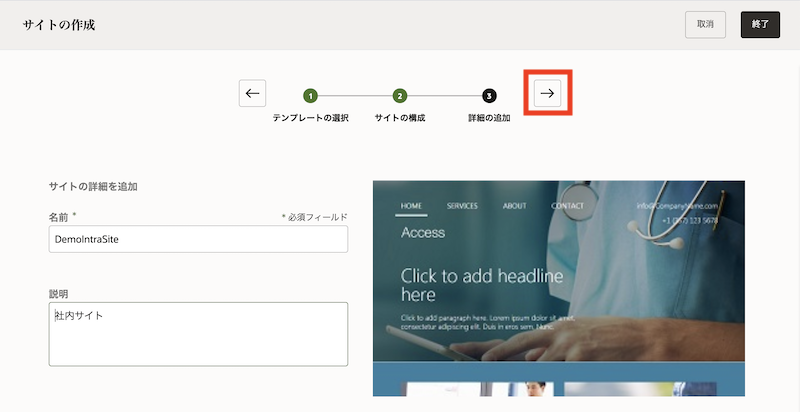 サイトの作成
取消
終了
1
2
3
テンプレートの選択
サイトの構成
詳細の追加
サイトの詳細を追加
名前 *
* 必須フィールド
DemoIntraSite
説明
社内サイト
HOME
SERVICES
ABOUT
CONTACT
info@CompanyName.com
+1 (367) 123 5678
Access
Click to add headline
here
Click to add paragraph here. Lorem ipsum dolor sit amet,
consectetur adipiscing elit. Duis in eros sem. Nunc.